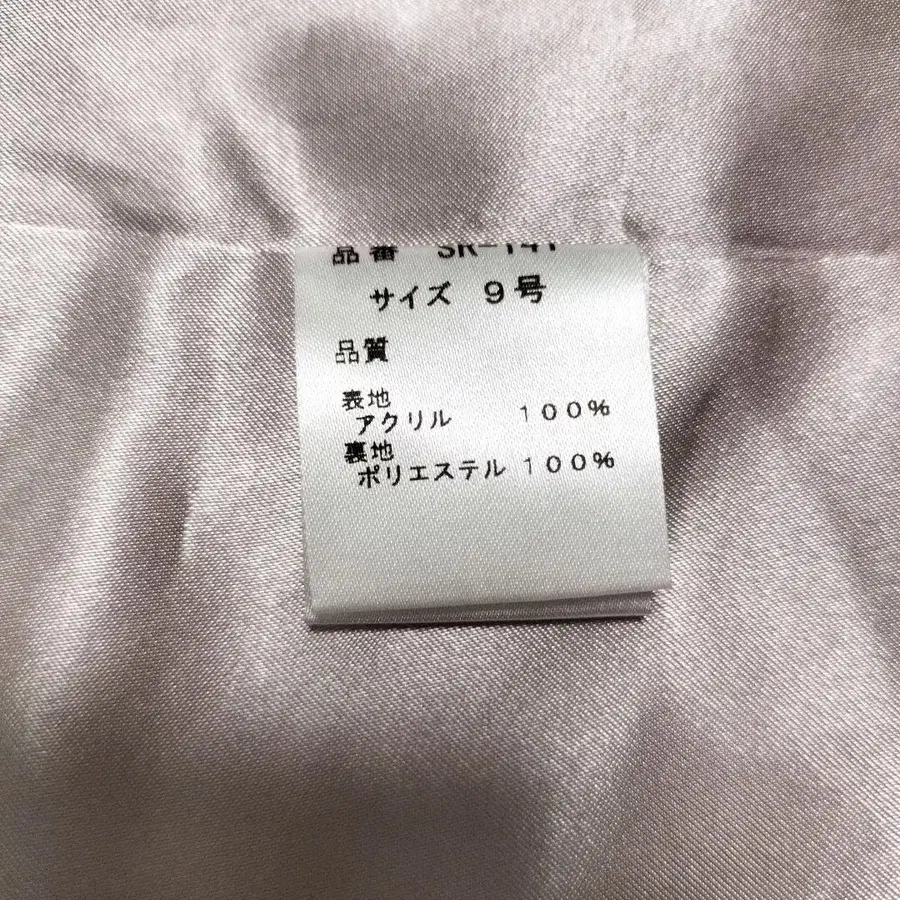 品番 SR-141
サイズ 9号
品質
表地
アクリル 100%
裏地
ポリエステル 100%